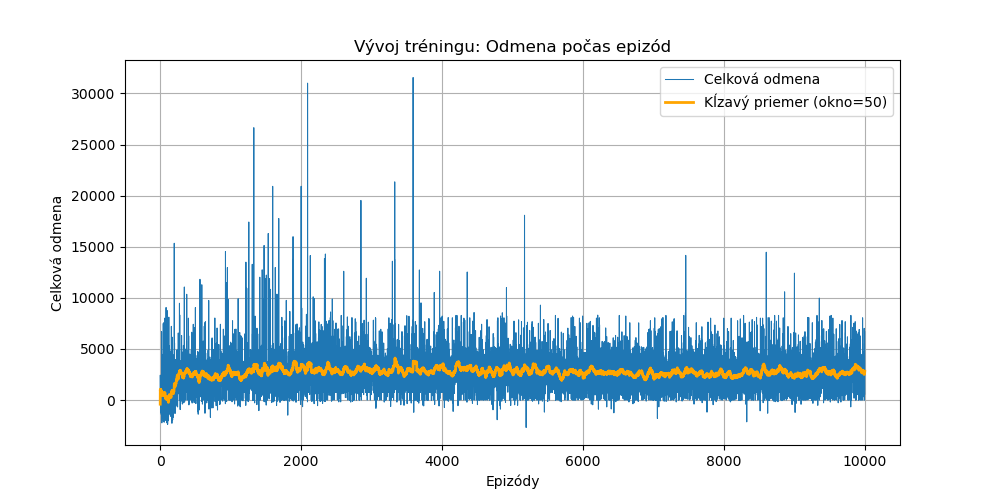 Vývoj tréningu: Odmena počas epizód
Celková odmena
Kĺzavý priemer (okno=50)
Celková odmena
30000
25000
20000
15000
10000
5000
0
0
2000
4000
6000
8000
10000
Epizódy